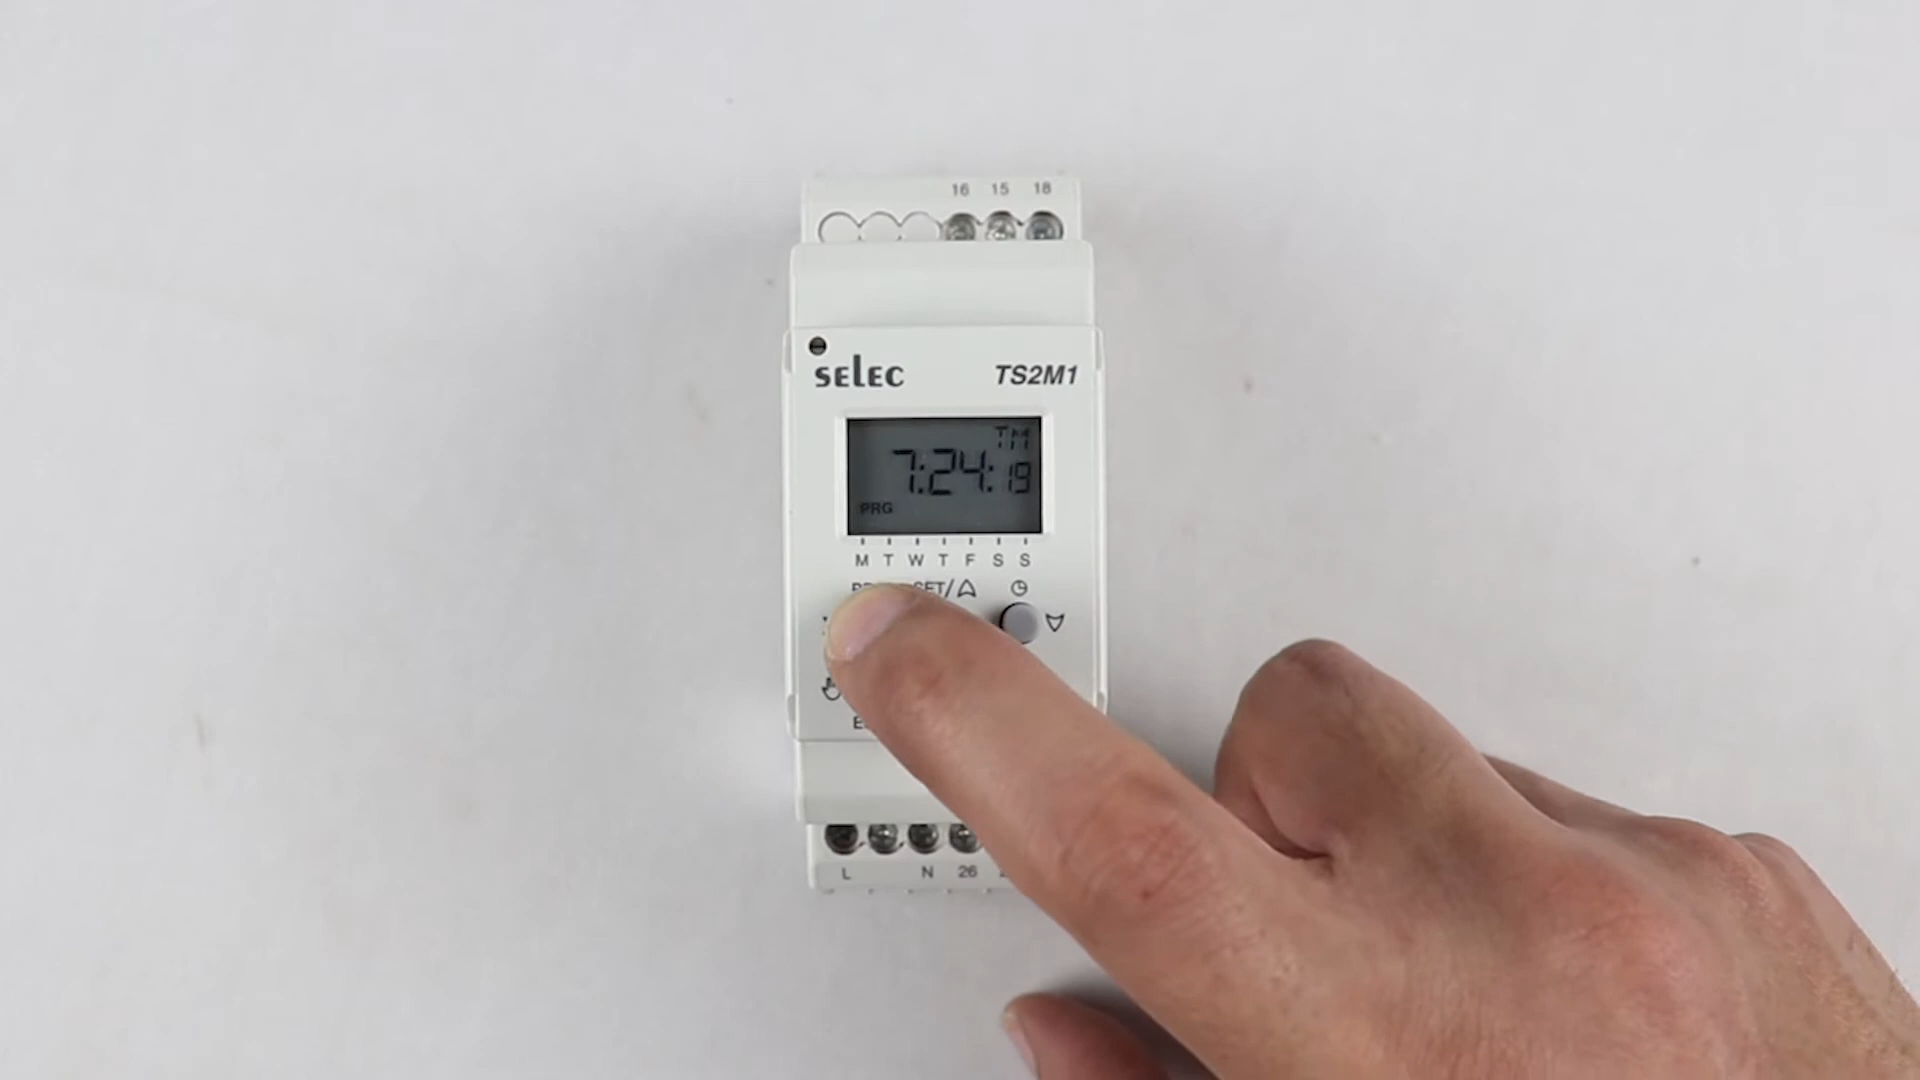 16 15 18
selec TS2M1
TM
7:24:19
PRG
M T W T F S S
L N 26